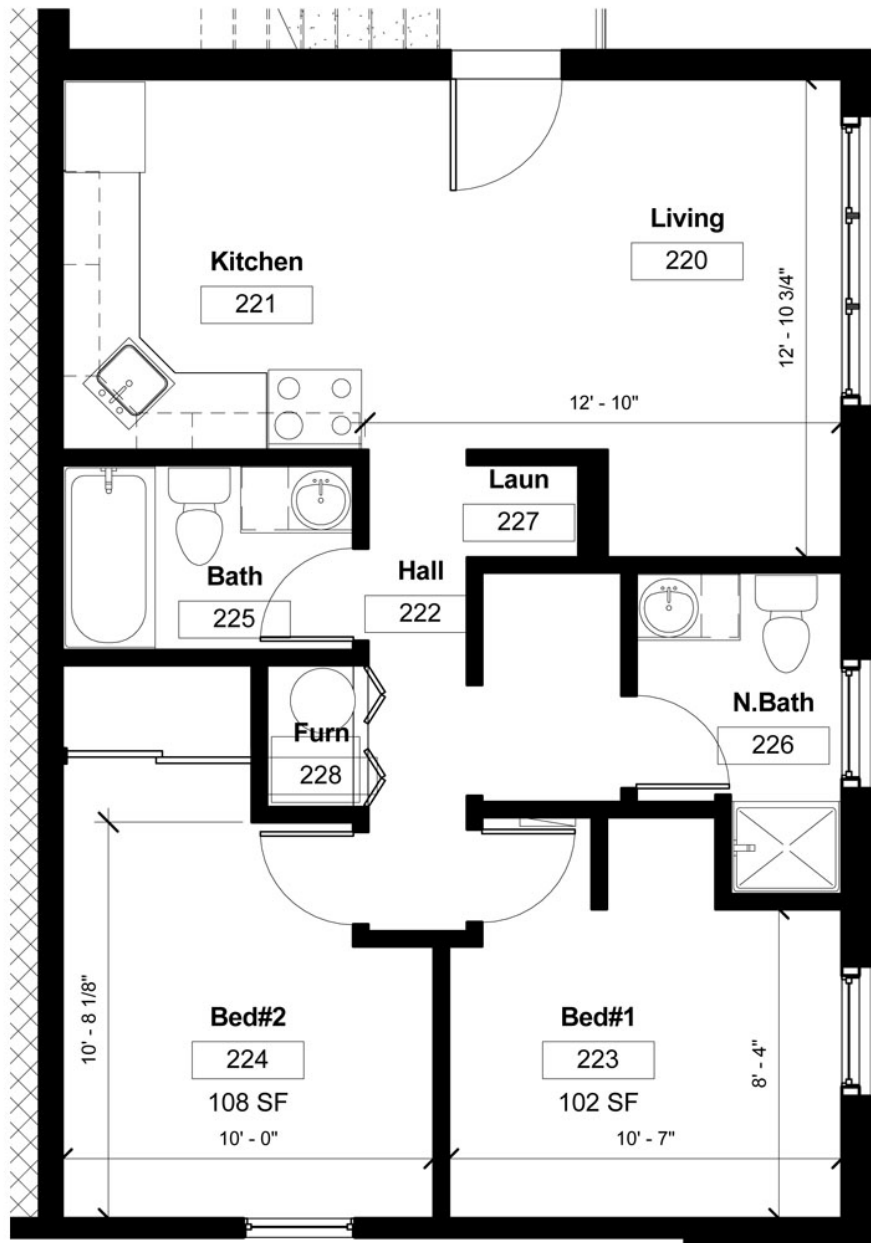 Living
220
Kitchen
221
12' - 10 3/4"
12' - 10"
Laun
227
Bath
225
Hall
222
N.Bath
226
Furn
228
10' - 8 1/8"
Bed#2
224
108 SF
10' - 0"
Bed#1
223
102 SF
10' - 7"
8' - 4"